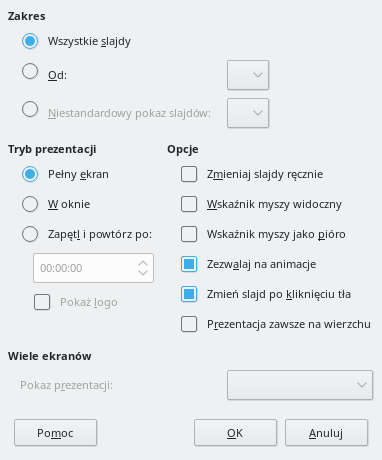 Zakres
Wszystkie slajdy
Od:
Niestandardowy pokaz slajdów:
Tryb prezentacji
Opcje
Pełny ekran
Zmieniaj slajdy ręcznie
W oknie
Wskaźnik myszy widoczny
Zapętl i powtórz po:
Wskaźnik myszy jako pióro
00:00:00
Zezwalaj na animacje
Pokaż logo
Zmień slajd po kliknięciu tła
Prezentacja zawsze na wierzchu
Wiele ekranów
Pokaz prezentacji:
Pomoc
OK
Anuluj